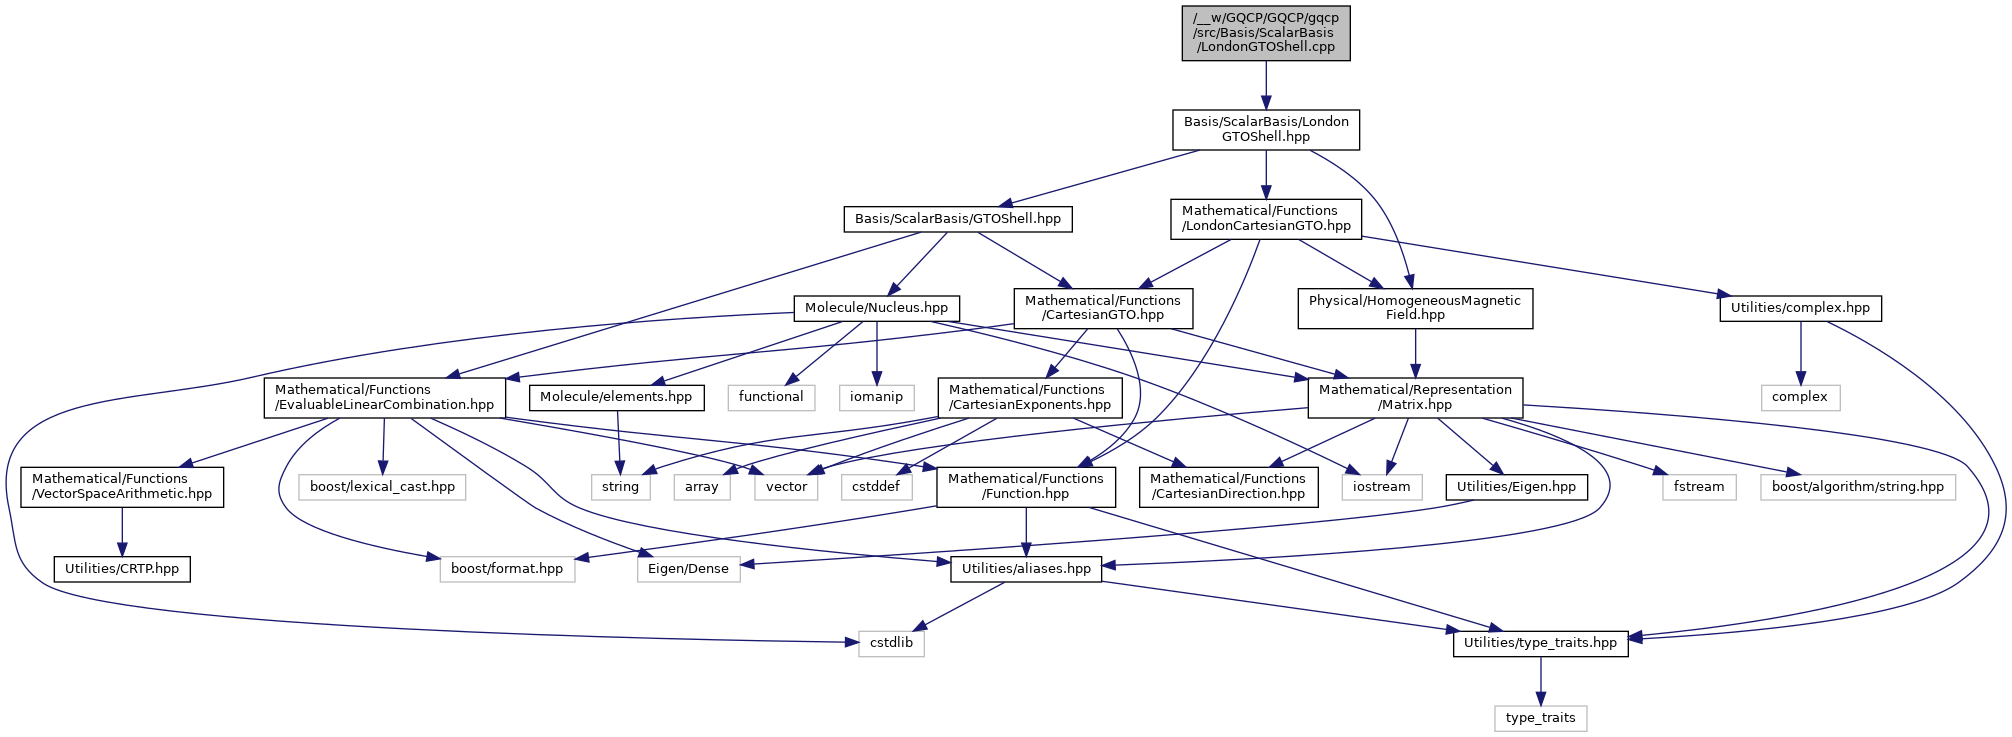 /__w/GQCP/GQCP/gqcp
/src/Basis/ScalarBasis
/LondonGTOShell.cpp
Basis/ScalarBasis/London
GTOShell.hpp
Basis/ScalarBasis/GTOShell.hpp
Mathematical/Functions
/LondonCartesianGTO.hpp
Molecule/Nucleus.hpp
Mathematical/Functions
/CartesianGTO.hpp
Physical/HomogeneousMagnetic
Field.hpp
Utilities/complex.hpp
Mathematical/Functions
/EvaluableLinearCombination.hpp
Molecule/elements.hpp
functional
iomanip
Mathematical/Functions
/CartesianExponents.hpp
Mathematical/Representation
/Matrix.hpp
complex
Mathematical/Functions
/VectorSpaceArithmetic.hpp
boost/lexical_cast.hpp
string
array
vector
cstddef
Mathematical/Functions
/Function.hpp
Mathematical/Functions
/CartesianDirection.hpp
iostream
Utilities/Eigen.hpp
fstream
boost/algorithm/string.hpp
Utilities/CRTP.hpp
boost/format.hpp
Eigen/Dense
Utilities/aliases.hpp
cstdlib
Utilities/type_traits.hpp
type_traits